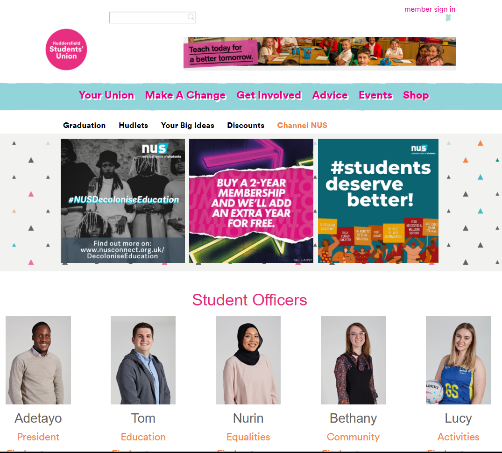 member sign in
Huddersfield
Students'
Union
Teach today for
a better tomorrow.
Your Union Make A Change Get Involved Advice Events Shop
Graduation Hudlets Your Big Ideas Discounts Channel NUS
nus
#NUSDecoloniseEducation
Find out more on:
www.nusconnect.org.uk/
DecoloniseEducation
BUY A 2-YEAR
MEMBERSHIP
AND WE'LL ADD
AN EXTRA YEAR
FOR FREE.
nus
#students
deserve
better!
Student Officers
Adetayo Tom Nurin Bethany Lucy
President Education Equalities Community Activities